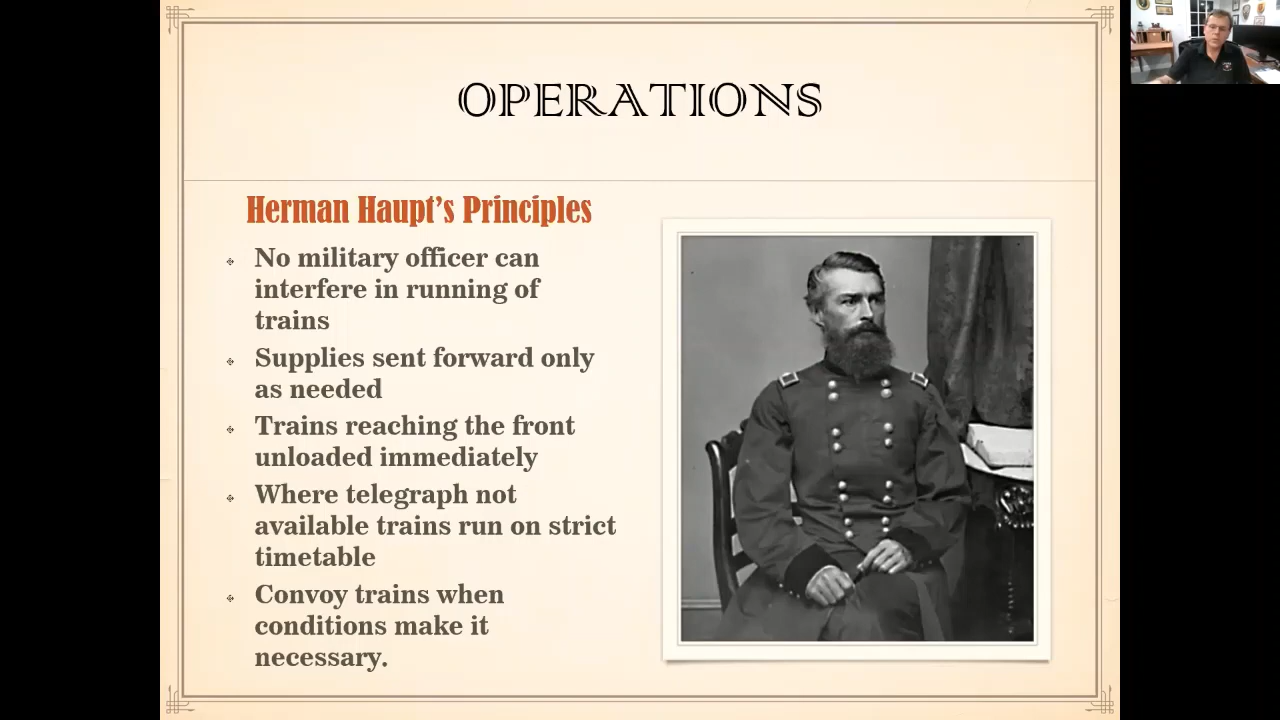 OPERATIONS
Herman Haupt's Principles
No military officer can
interfere in running of
trains
Supplies sent forward only
as needed
Trains reaching the front
unloaded immediately
Where telegraph not
available trains run on strict
timetable
Convoy trains when
conditions make it
necessary.